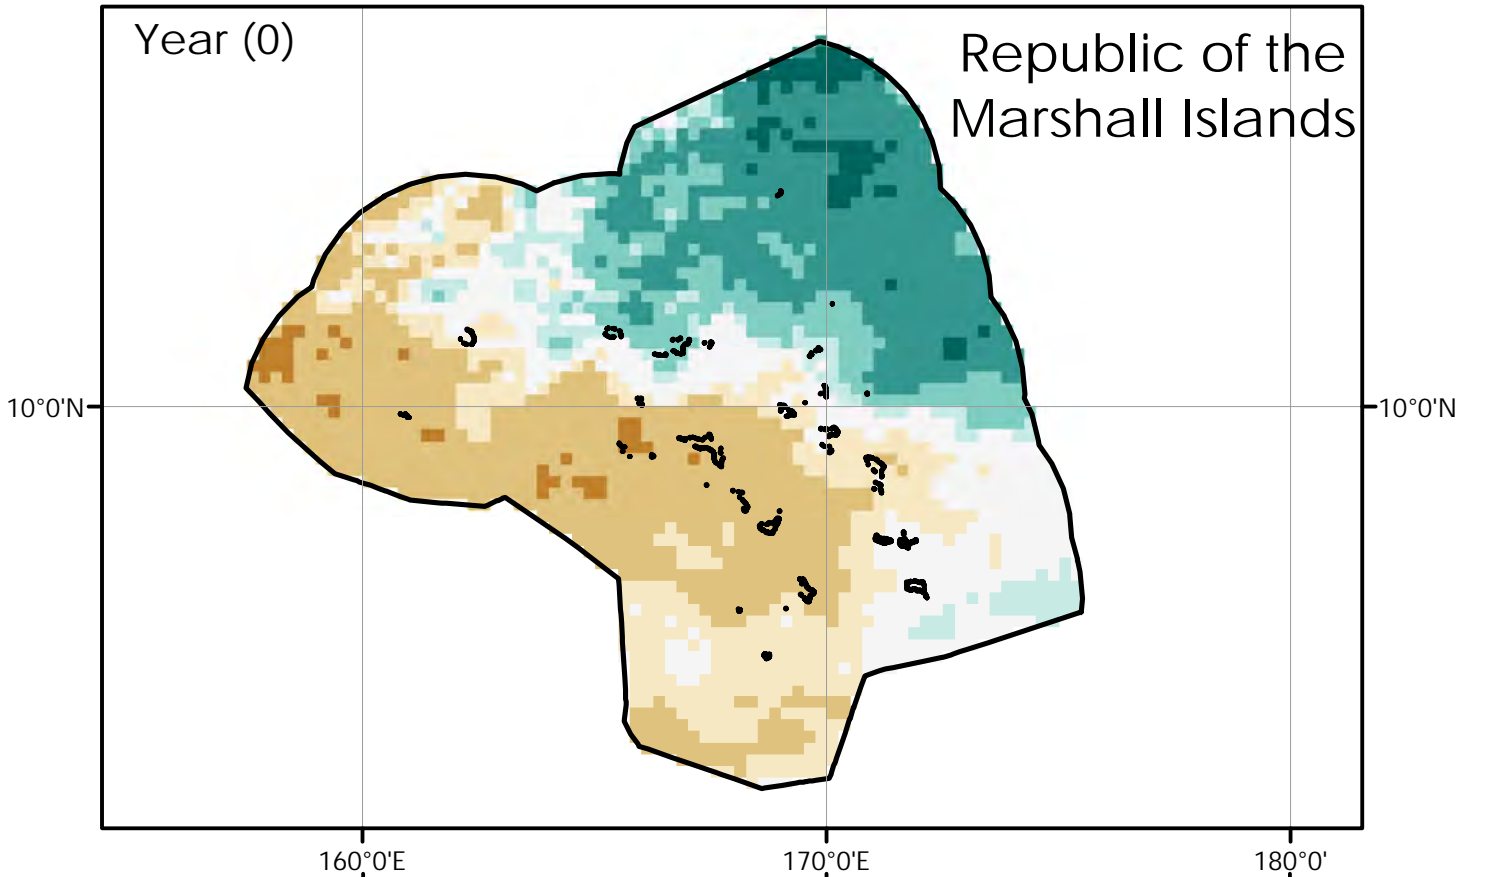 Year (0)
Republic of the
Marshall Islands
10°0'N
10°0'N
160°0'E
170°0'E
180°0'